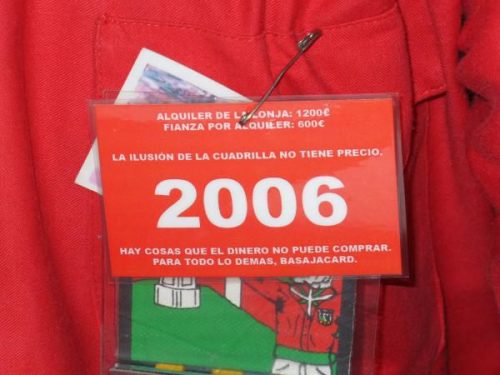 ALQUILER DE LA LONJA: 1200€
FIANZA POR ALQUILER: 600€
LA ILUSIÓN DE LA CUADRILLA NO TIENE PRECIO.
2006
HAY COSAS QUE EL DINERO NO PUEDE COMPRAR.
PARA TODO LO DEMAS, BASAJACARD.